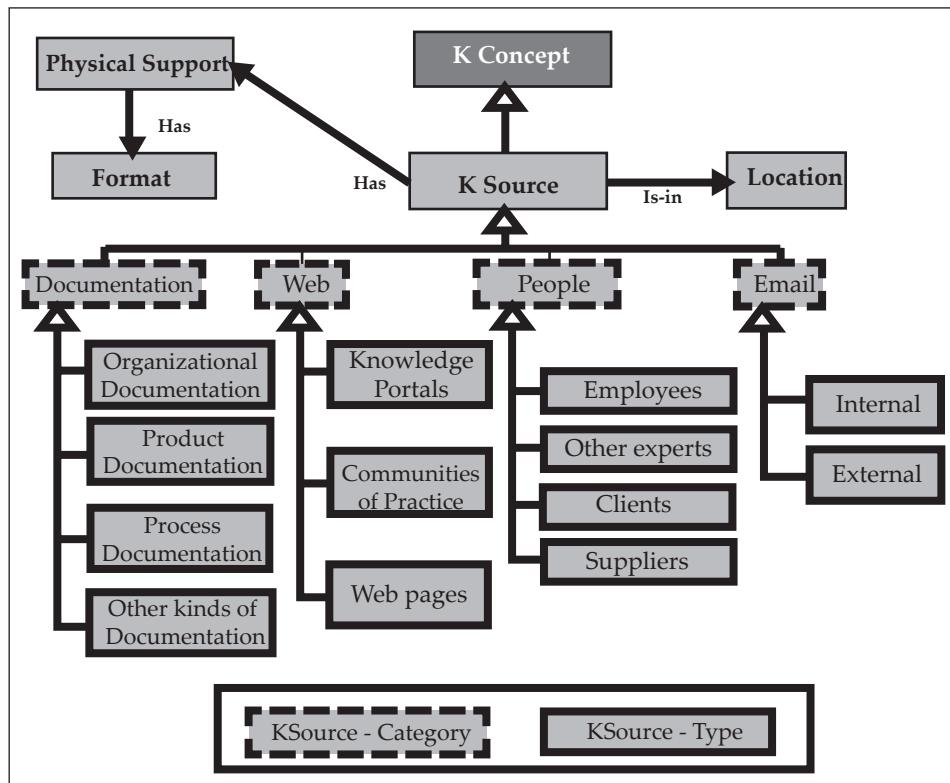 K Concept
Physical Support
Has
Format
Has
K Source
Is-in
Location
Documentation
Web
People
Email
Organizational
Documentation
Product
Documentation
Process
Documentation
Other kinds of
Documentation
Knowledge
Portals
Communities
of Practice
Web pages
Employees
Other experts
Clients
Suppliers
Internal
External
KSource - Category
KSource - Type